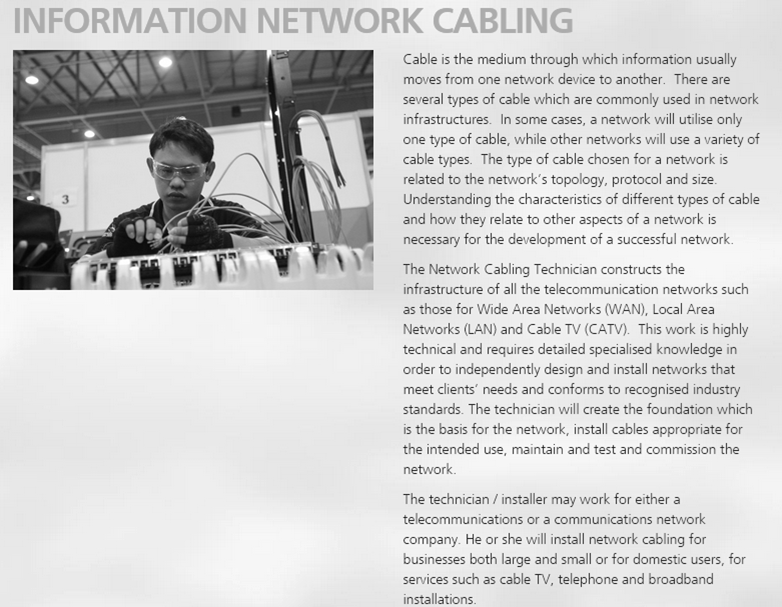 INFORMATION NETWORK CABLING
3
Cable is the medium through which information usually
moves from one network device to another.  There are
several types of cable which are commonly used in network
infrastructures.  In some cases, a network will utilise only
one type of cable, while other networks will use a variety of
cable types.  The type of cable chosen for a network is
related to the network's topology, protocol and size.
Understanding the characteristics of different types of cable
and how they relate to other aspects of a network is
necessary for the development of a successful network.
The Network Cabling Technician constructs the
infrastructure of all the telecommunication networks such
as those for Wide Area Networks (WAN), Local Area
Networks (LAN) and Cable TV (CATV).  This work is highly
technical and requires detailed specialised knowledge in
order to independently design and install networks that
meet clients' needs and conforms to recognised industry
standards. The technician will create the foundation which
is the basis for the network, install cables appropriate for
the intended use, maintain and test and commission the
network.
The technician / installer may work for either a
telecommunications or a communications network
company. He or she will install network cabling for
businesses both large and small or for domestic users, for
services such as cable TV, telephone and broadband
installations.